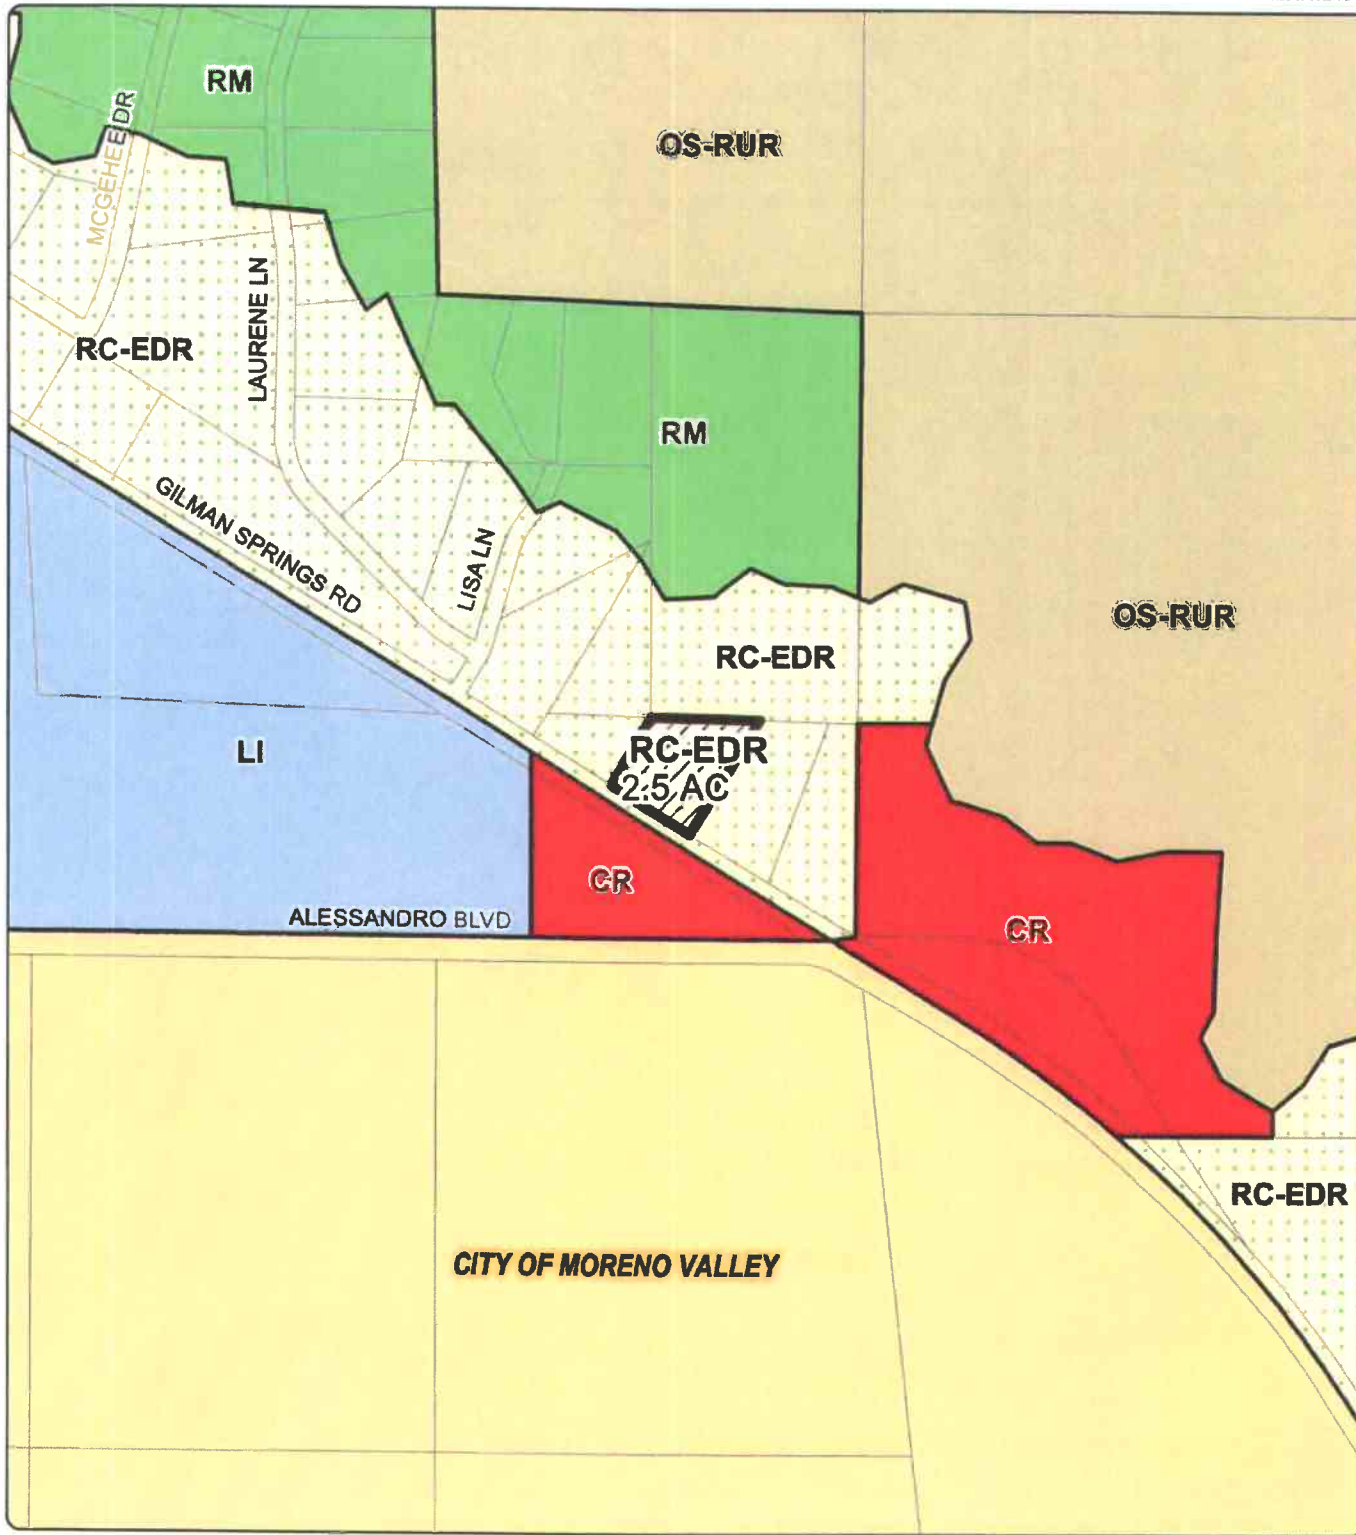 RM
OS-RUR
MCGEHEE DR
LAURENE LN
RC-EDR
RM
GILMAN SPRINGS RD
LISA LN
OS-RUR
RC-EDR
LI
RC-EDR
2.5 AC
CR
ALESSANDRO BLVD
CR
RC-EDR
CITY OF MORENO VALLEY